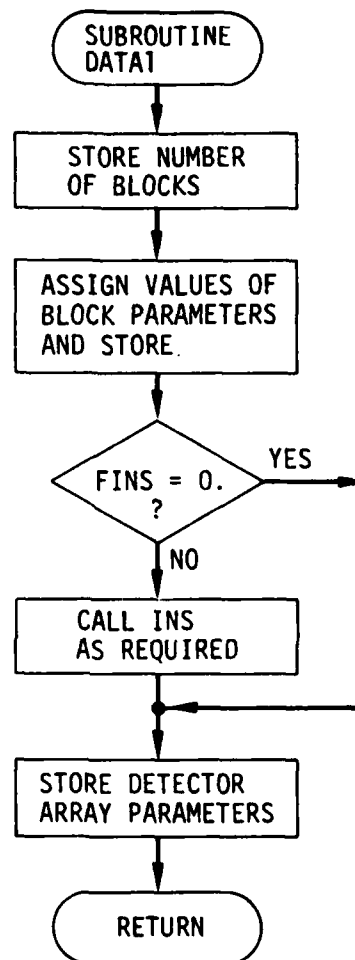 SUBROUTINE
DATA1
STORE NUMBER
OF BLOCKS
ASSIGN VALUES OF
BLOCK PARAMETERS
AND STORE.
FINS = 0.
?
YES
NO
CALL INS
AS REQUIRED
STORE DETECTOR
ARRAY PARAMETERS
RETURN